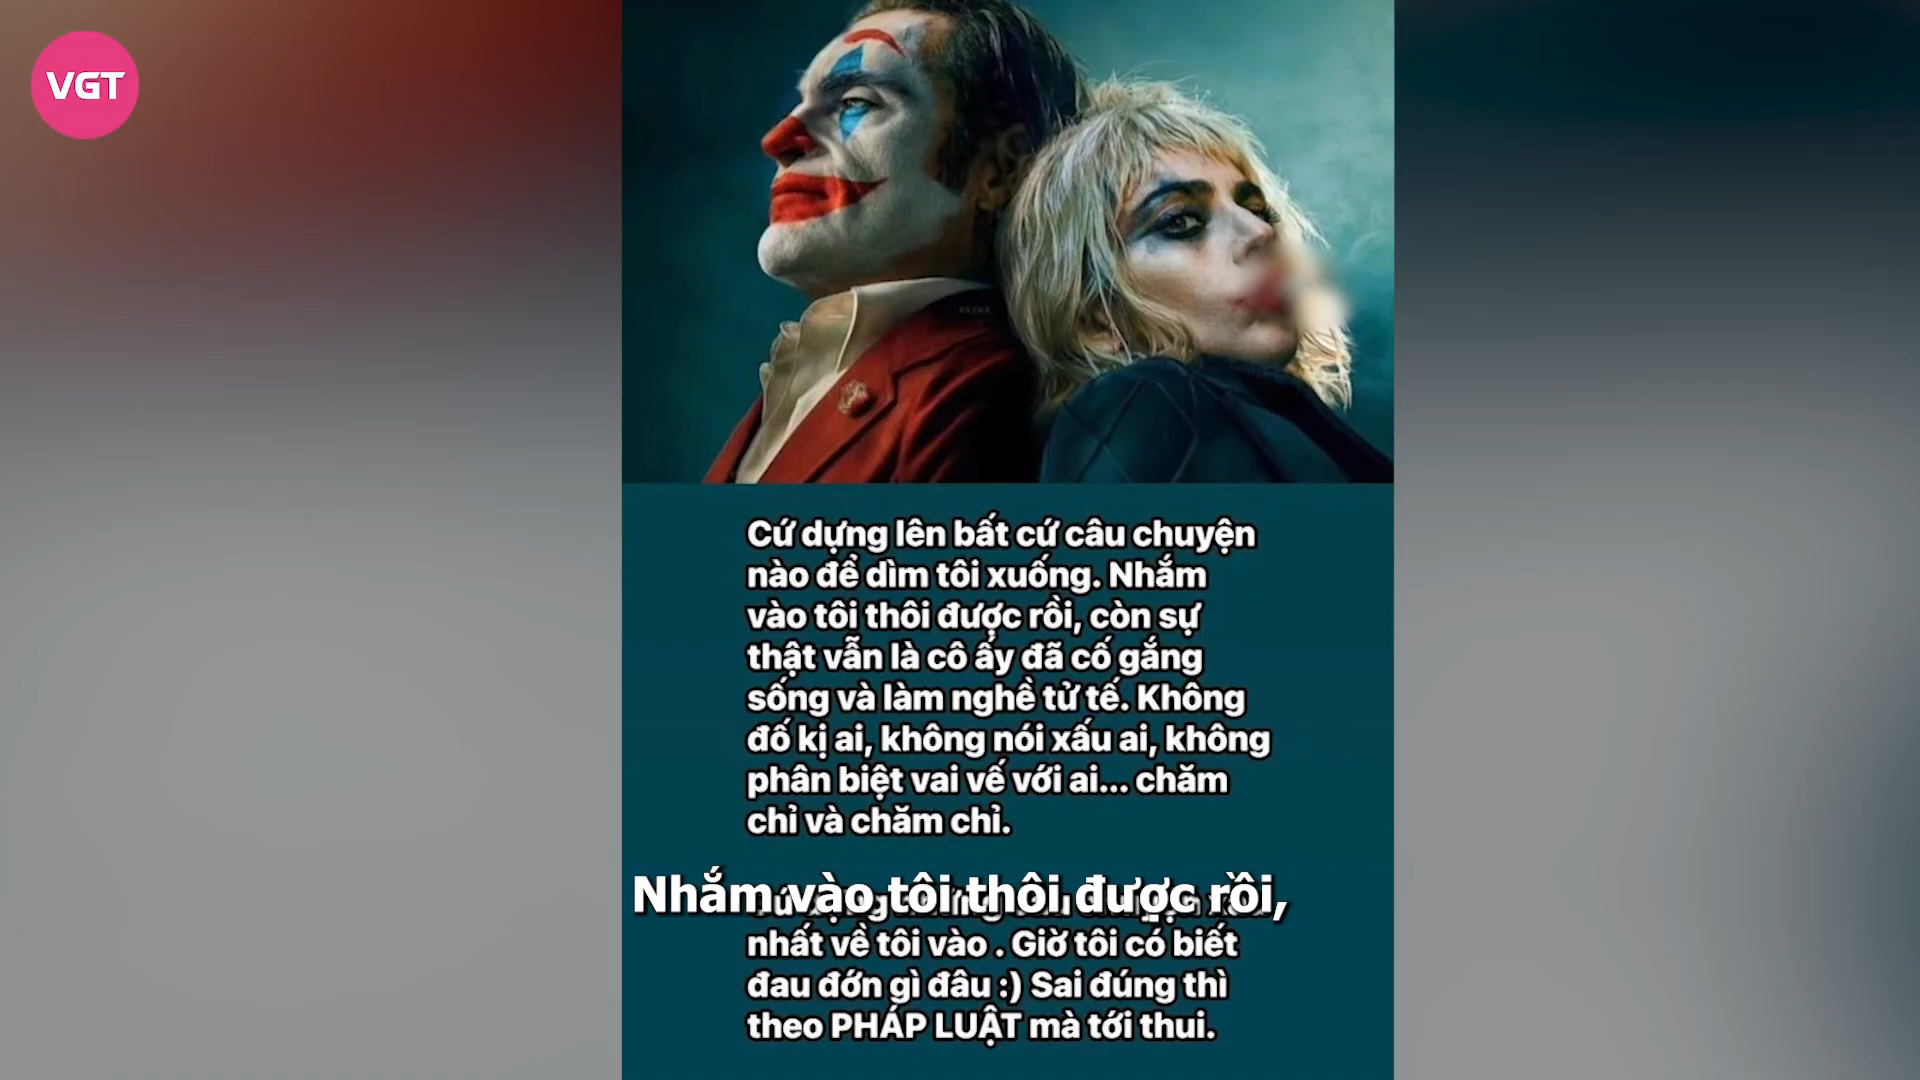 VGT
Cứ dựng lên bất cứ câu chuyện
nào để dìm tôi xuống. Nhắm
vào tôi thôi được rồi, còn sự
thật vẫn là cô ấy đã cố gắng
sống và làm nghề tử tế. Không
đố kị ai, không nói xấu ai, không
phân biệt vai vế với ai... chăm
chỉ và chăm chỉ.
Nhắm vào tôi thôi được rồi,
nhất về tôi vào . Giờ tôi có biết
đau đớn gì đâu :) Sai đúng thì
theo PHÁP LUẬT mà tới thui.